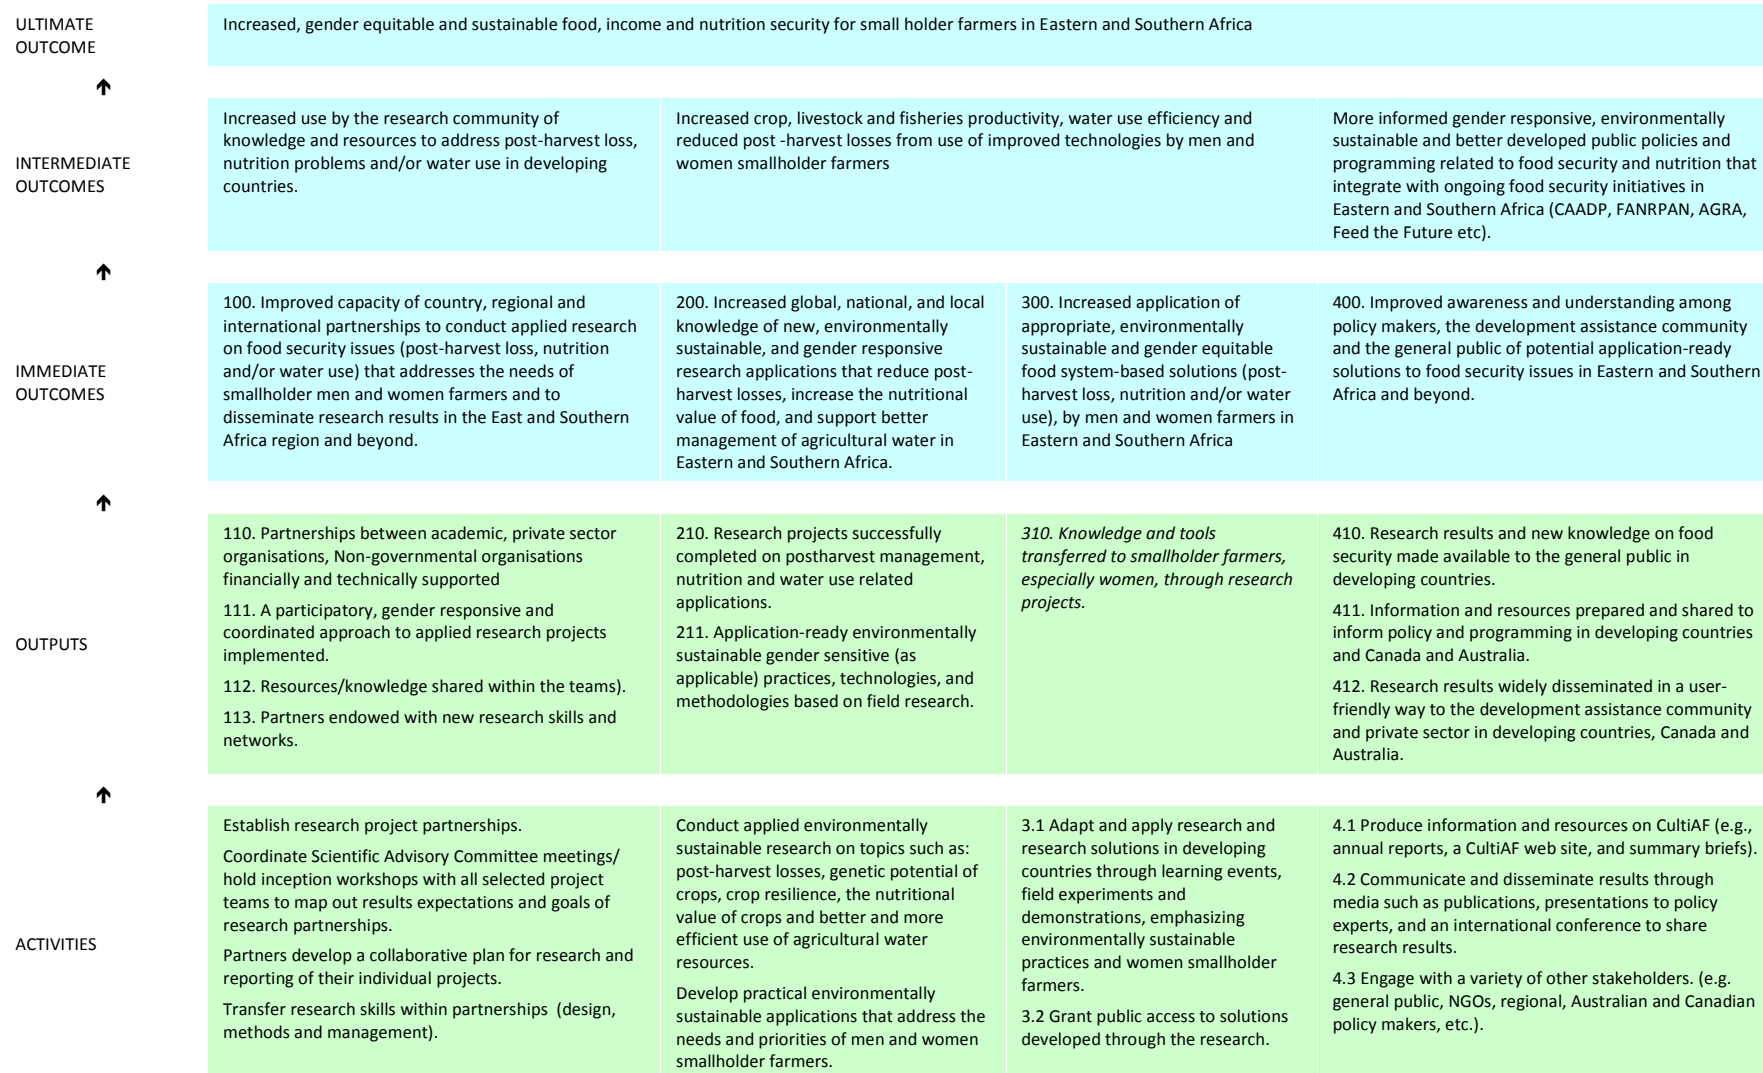 ULTIMATE
OUTCOME
Increased, gender equitable and sustainable food, income and nutrition security for small holder farmers in Eastern and Southern Africa
INTERMEDIATE
OUTCOMES
Increased use by the research community of
knowledge and resources to address post-harvest loss,
nutrition problems and/or water use in developing
countries.
Increased crop, livestock and fisheries productivity, water use efficiency and
reduced post -harvest losses from use of improved technologies by men and
women smallholder farmers
More informed gender responsive, environmentally
sustainable and better developed public policies and
programming related to food security and nutrition that
integrate with ongoing food security initiatives in
Eastern and Southern Africa (CAADP, FANRPAN, AGRA,
Feed the Future etc).
IMMEDIATE
OUTCOMES
100. Improved capacity of country, regional and
international partnerships to conduct applied research
on food security issues (post-harvest loss, nutrition
and/or water use) that addresses the needs of
smallholder men and women farmers and to
disseminate research results in the East and Southern
Africa region and beyond.
200. Increased global, national, and local
knowledge of new, environmentally
sustainable, and gender responsive
research applications that reduce post-
harvest losses, increase the nutritional
value of food, and support better
management of agricultural water in
Eastern and Southern Africa.
300. Increased application of
appropriate, environmentally
sustainable and gender equitable
food system-based solutions (post-
harvest loss, nutrition and/or water
use), by men and women farmers in
Eastern and Southern Africa
400. Improved awareness and understanding among
policy makers, the development assistance community
and the general public of potential application-ready
solutions to food security issues in Eastern and Southern
Africa and beyond.
OUTPUTS
110. Partnerships between academic, private sector
organisations, Non-governmental organisations
financially and technically supported
111. A participatory, gender responsive and
coordinated approach to applied research projects
implemented.
112. Resources/knowledge shared within the teams).
113. Partners endowed with new research skills and
networks.
210. Research projects successfully
completed on postharvest management,
nutrition and water use related
applications.
211. Application-ready environmentally
sustainable gender sensitive (as
applicable) practices, technologies, and
methodologies based on field research.
310. Knowledge and tools
transferred to smallholder farmers,
especially women, through research
projects.
410. Research results and new knowledge on food
security made available to the general public in
developing countries.
411. Information and resources prepared and shared to
inform policy and programming in developing countries
and Canada and Australia.
412. Research results widely disseminated in a user-
friendly way to the development assistance community
and private sector in developing countries, Canada and
Australia.
ACTIVITIES
Establish research project partnerships.
Coordinate Scientific Advisory Committee meetings/
hold inception workshops with all selected project
teams to map out results expectations and goals of
research partnerships.
Partners develop a collaborative plan for research and
reporting of their individual projects.
Transfer research skills within partnerships (design,
methods and management).
Conduct applied environmentally
sustainable research on topics such as:
post-harvest losses, genetic potential of
crops, crop resilience, the nutritional
value of crops and better and more
efficient use of agricultural water
resources.
Develop practical environmentally
sustainable applications that address the
needs and priorities of men and women
smallholder farmers.
3.1 Adapt and apply research and
research solutions in developing
countries through learning events,
field experiments and
demonstrations, emphasizing
environmentally sustainable
practices and women smallholder
farmers.
3.2 Grant public access to solutions
developed through the research.
4.1 Produce information and resources on CultiAF (e.g.,
annual reports, a CultiAF web site, and summary briefs).
4.2 Communicate and disseminate results through
media such as publications, presentations to policy
experts, and an international conference to share
research results.
4.3 Engage with a variety of other stakeholders. (e.g.
general public, NGOs, regional, Australian and Canadian
policy makers, etc.).